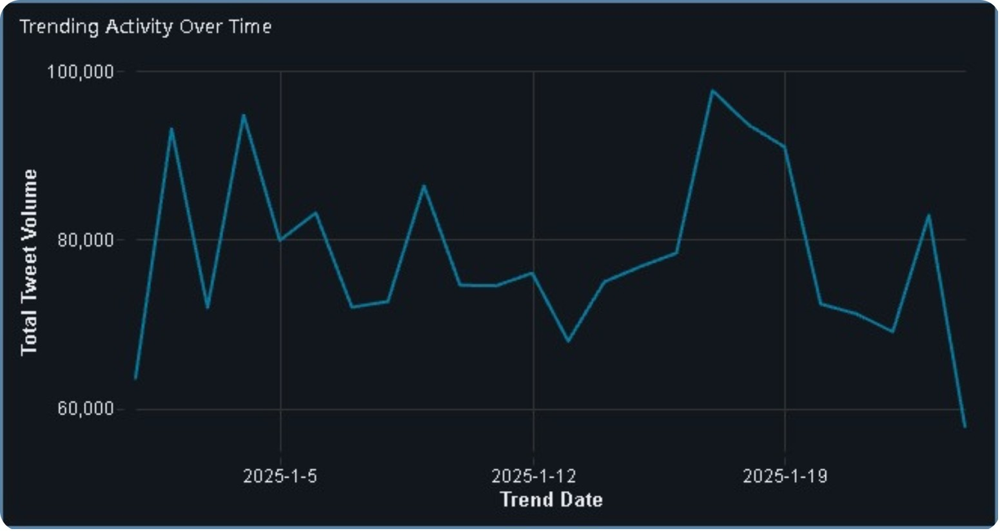 Trending Activity Over Time
100,000
80,000
60,000
Total Tweet Volume
2025-1-5
2025-1-12
2025-1-19
Trend Date